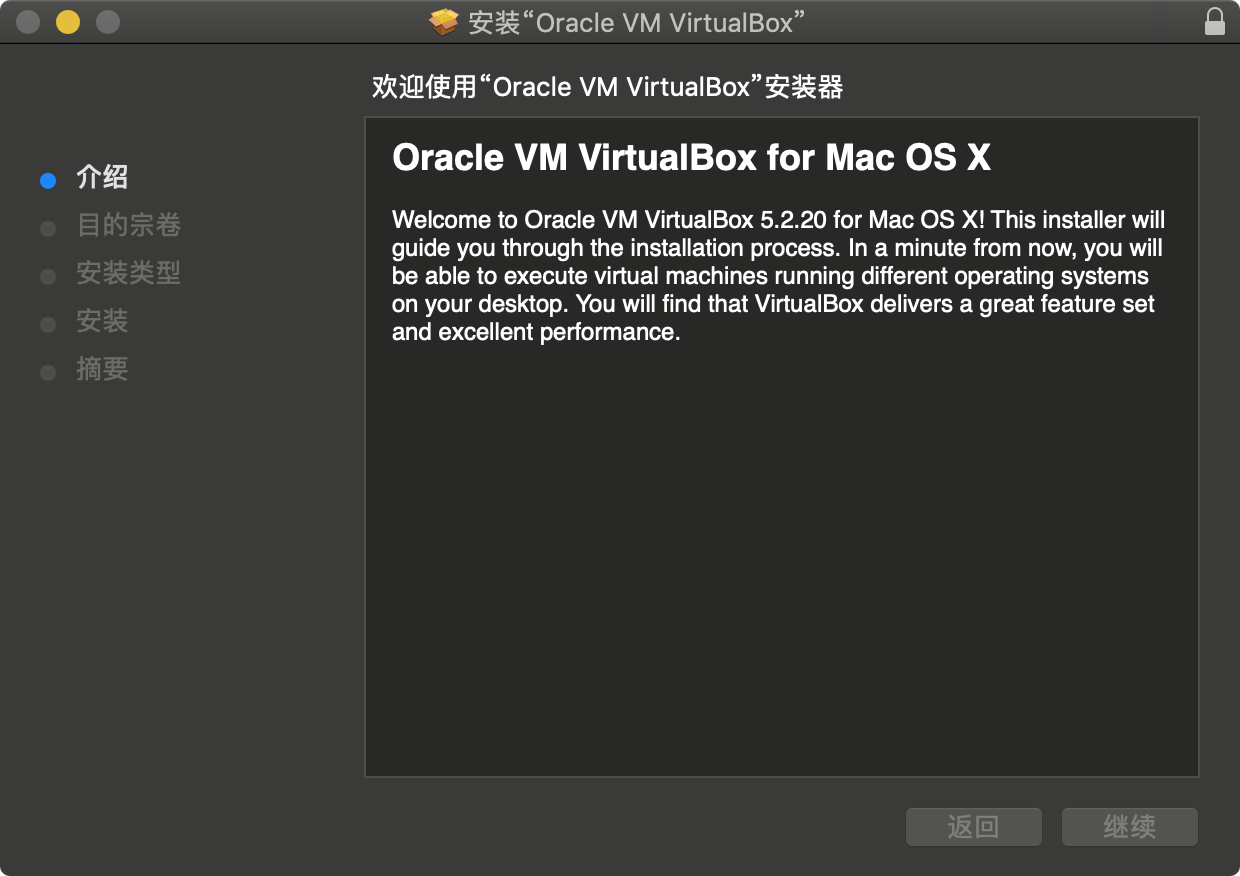 安装“Oracle VM VirtualBox”
欢迎使用“Oracle VM VirtualBox”安装器
介绍
目的宗卷
安装类型
安装
摘要
Oracle VM VirtualBox for Mac OS X
Welcome to Oracle VM VirtualBox 5.2.20 for Mac OS X! This installer will
guide you through the installation process. In a minute from now, you will
be able to execute virtual machines running different operating systems
on your desktop. You will find that VirtualBox delivers a great feature set
and excellent performance.
返回
继续